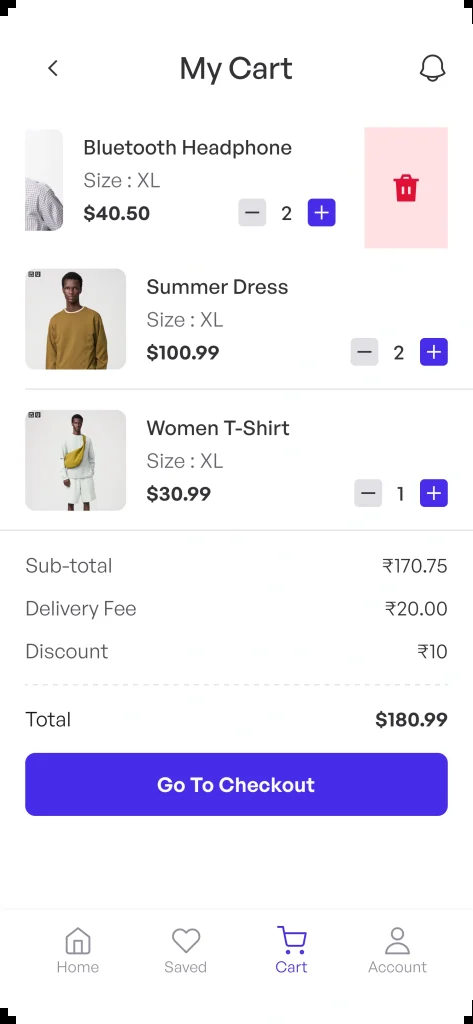 My Cart
Bluetooth Headphone
Size : XL
$40.50
2
Summer Dress
Size : XL
$100.99
2
Women T-Shirt
Size : XL
$30.99
1
Sub-total ₹170.75
Delivery Fee ₹20.00
Discount ₹10
Total $180.99
Go To Checkout
Home Saved Cart Account